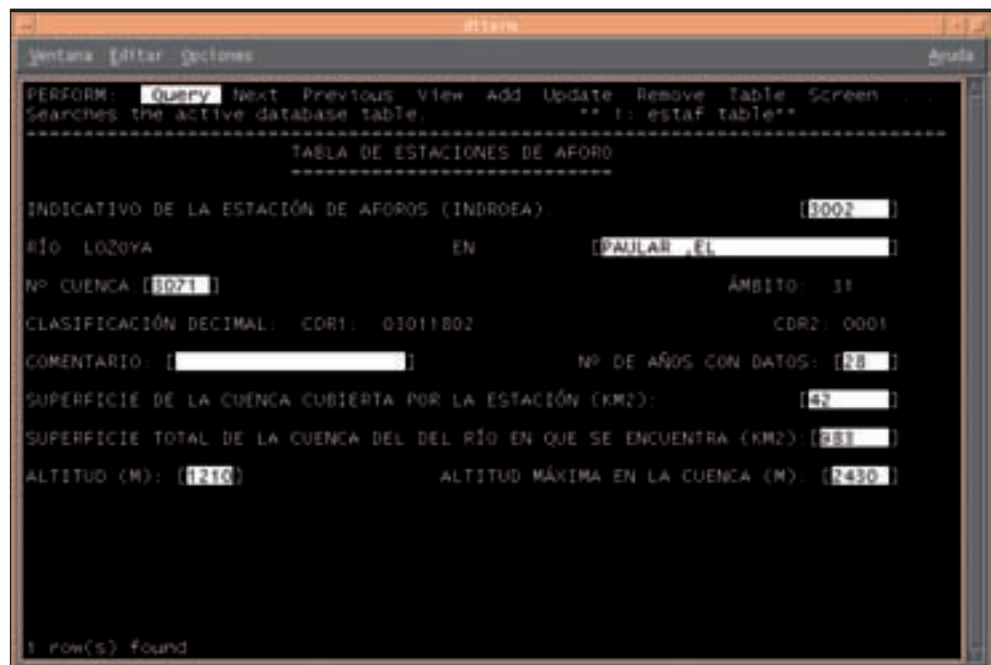 dtterm
Ventana Editar Opciones Ayuda
PERFORM: Query Next Previous View Add Update Remove Table Screen ...
Searches the active database table. ** 1: estaf table**
TABLA DE ESTACIONES DE AFORO
INDICATIVO DE LA ESTACIÓN DE AFOROS (INDROEA): [3002 ]
RÍO LOZOYA EN [PAULAR ,EL ]
Nº CUENCA:[3071 ] ÁMBITO: 31
CLASIFICACIÓN DECIMAL: CDR1: 03011802 CDR2: 0001
COMENTARIO: [ ] Nº DE AÑOS CON DATOS: [28 ]
SUPERFICIE DE LA CUENCA CUBIERTA POR LA ESTACIÓN (KM2): [42 ]
SUPERFICIE TOTAL DE LA CUENCA DEL DEL RÍO EN QUE SE ENCUENTRA (KM2):[ ]
ALTITUD (M): [1210] ALTITUD MÁXIMA EN LA CUENCA (M): [2430 ]
1 row(s) found